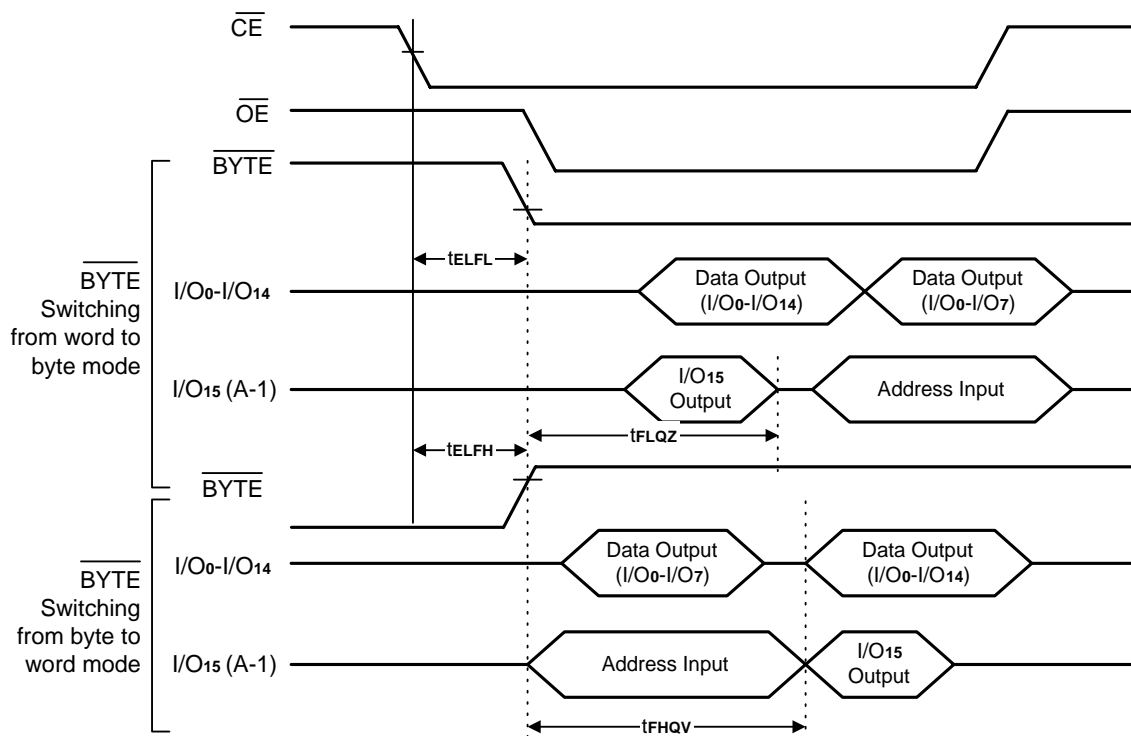 CE
OE
BYTE
tELFL
BYTE
Switching
from word to
byte mode
I/O0-I/O14
Data Output
(I/O0-I/O14)
Data Output
(I/O0-I/O7)
I/O15 (A-1)
I/O15
Output
Address Input
tELFH
tFLQZ
BYTE
BYTE
Switching
from byte to
word mode
I/O0-I/O14
Data Output
(I/O0-I/O7)
Data Output
(I/O0-I/O14)
I/O15 (A-1)
Address Input
I/O15
Output
tFHQV